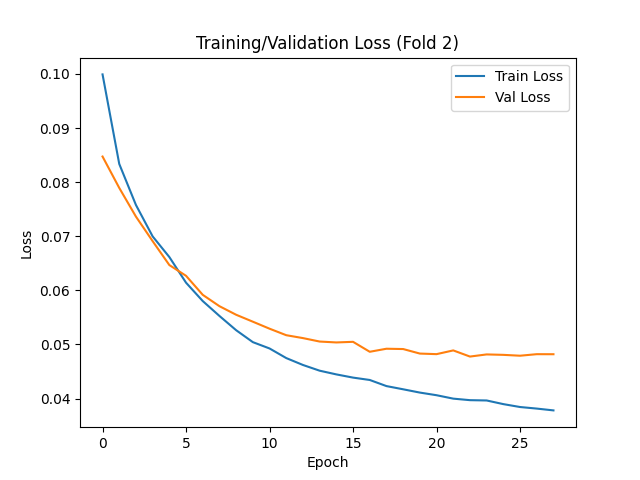 Training/Validation Loss (Fold 2)
Train Loss
Val Loss
0.10
0.09
0.08
0.07
0.06
0.05
0.04
Loss
0 5 10 15 20 25
Epoch